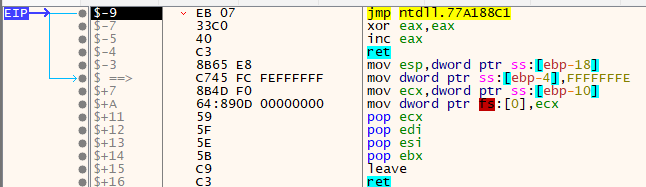 EIP $-9 EB 07 jmp ntdll.77A188C1
$-7 33C0 xor eax,eax
$-5 40 inc eax
$-4 C3 ret
$-3 8B65 E8 mov esp,dword ptr ss:[ebp-18]
$ ==> C745 FC FEFFFFFF mov dword ptr ss:[ebp-4],FFFFFFFE
$+7 8B4D F0 mov ecx,dword ptr ss:[ebp-10]
$+A 64:890D 00000000 mov dword ptr fs:[0],ecx
$+11 59 pop ecx
$+12 5F pop edi
$+13 5E pop esi
$+14 5B pop ebx
$+15 C9 leave
$+16 C3 ret